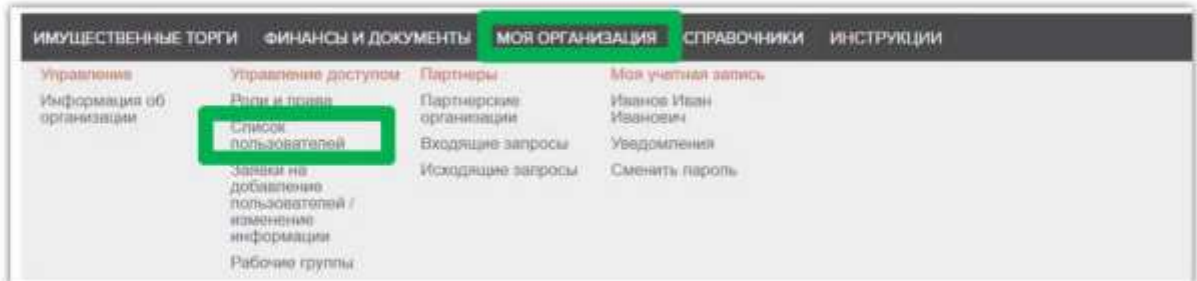 ИМУЩЕСТВЕННЫЕ ТОРГИ ФИНАНСЫ И ДОКУМЕНТЫ МОЯ ОРГАНИЗАЦИЯ СПРАВОЧНИКИ ИНСТРУКЦИИ
Управление
Информация об
организации
Управление доступом
Роли и права
Список
пользователей
Заявки на
добавление
пользователей /
изменение
информации
Рабочие группы
Партнеры
Партнерские
организации
Входящие запросы
Исходящие запросы
Моя учетная запись
Иванов Иван
Иванович
Уведомления
Сменить пароль